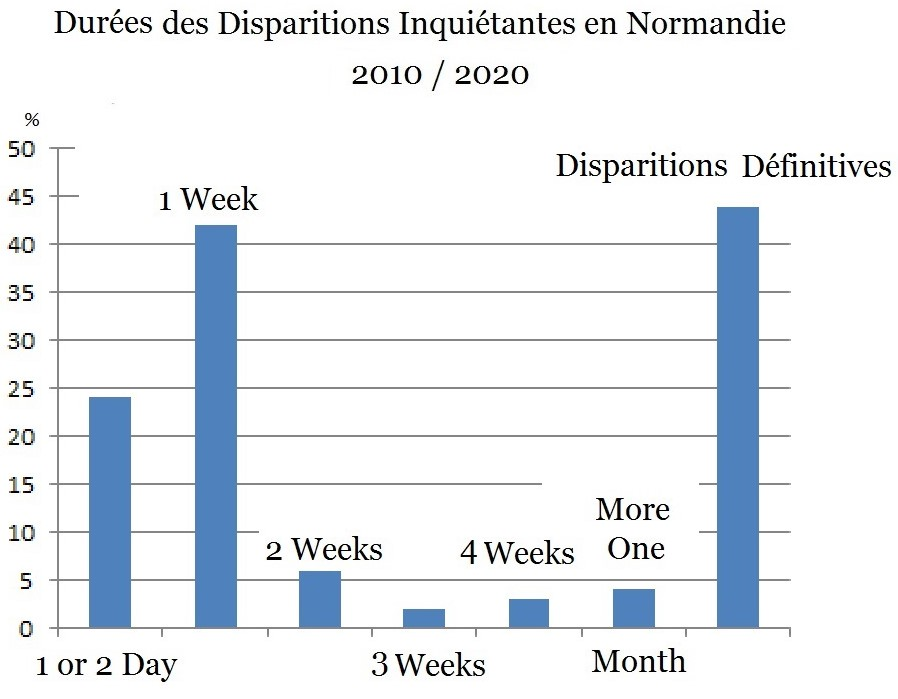 Durées des Disparitions Inquiétantes en Normandie
2010 / 2020
%
50
45
40
35
30
25
20
15
10
5
0
Disparitions Définitives
1 Week
More
One
2 Weeks
4 Weeks
1 or 2 Day
3 Weeks
Month